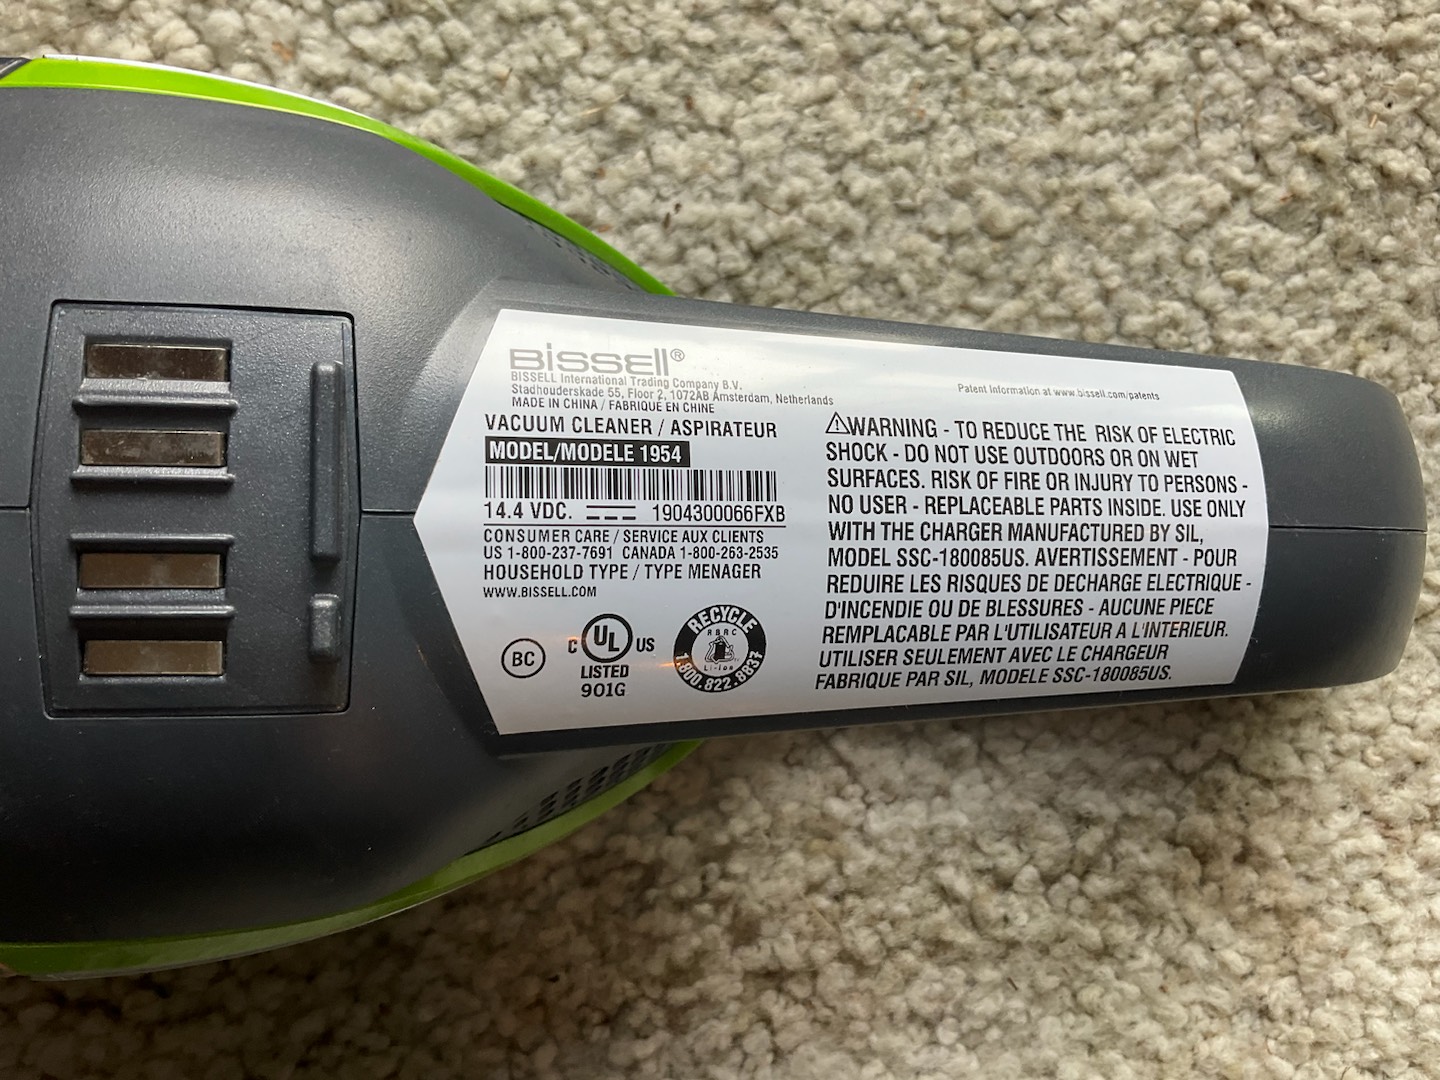 BISSELL®
BISSELL International Trading Company B.V.
Stadhouderskade 55, Floor 2, 1072AB Amsterdam, Netherlands
MADE IN CHINA / FABRIQUÉ EN CHINE
VACUUM CLEANER / ASPIRATEUR
MODEL/MODELE 1954
14.4 VDC. 1904300066FXB
CONSUMER CARE / SERVICE AUX CLIENTS
US 1-800-237-7691 CANADA 1-800-263-2535
HOUSEHOLD TYPE / TYPE MENAGER
WWW.BISSELL.COM
BC
C UL US
LISTED
901G
RECYCLE
RBRC
Li-ion
1.800.822.8837
Patent Information at www.bissell.com/patents
⚠WARNING - TO REDUCE THE RISK OF ELECTRIC
SHOCK - DO NOT USE OUTDOORS OR ON WET
SURFACES. RISK OF FIRE OR INJURY TO PERSONS -
NO USER - REPLACEABLE PARTS INSIDE. USE ONLY
WITH THE CHARGER MANUFACTURED BY SIL,
MODEL SSC-180085US. AVERTISSEMENT - POUR
REDUIRE LES RISQUES DE DECHARGE ELECTRIQUE -
D'INCENDIE OU DE BLESSURES - AUCUNE PIECE
REMPLACABLE PAR L'UTILISATEUR A L'INTERIEUR.
UTILISER SEULEMENT AVEC LE CHARGEUR
FABRIQUE PAR SIL, MODELE SSC-180085US.